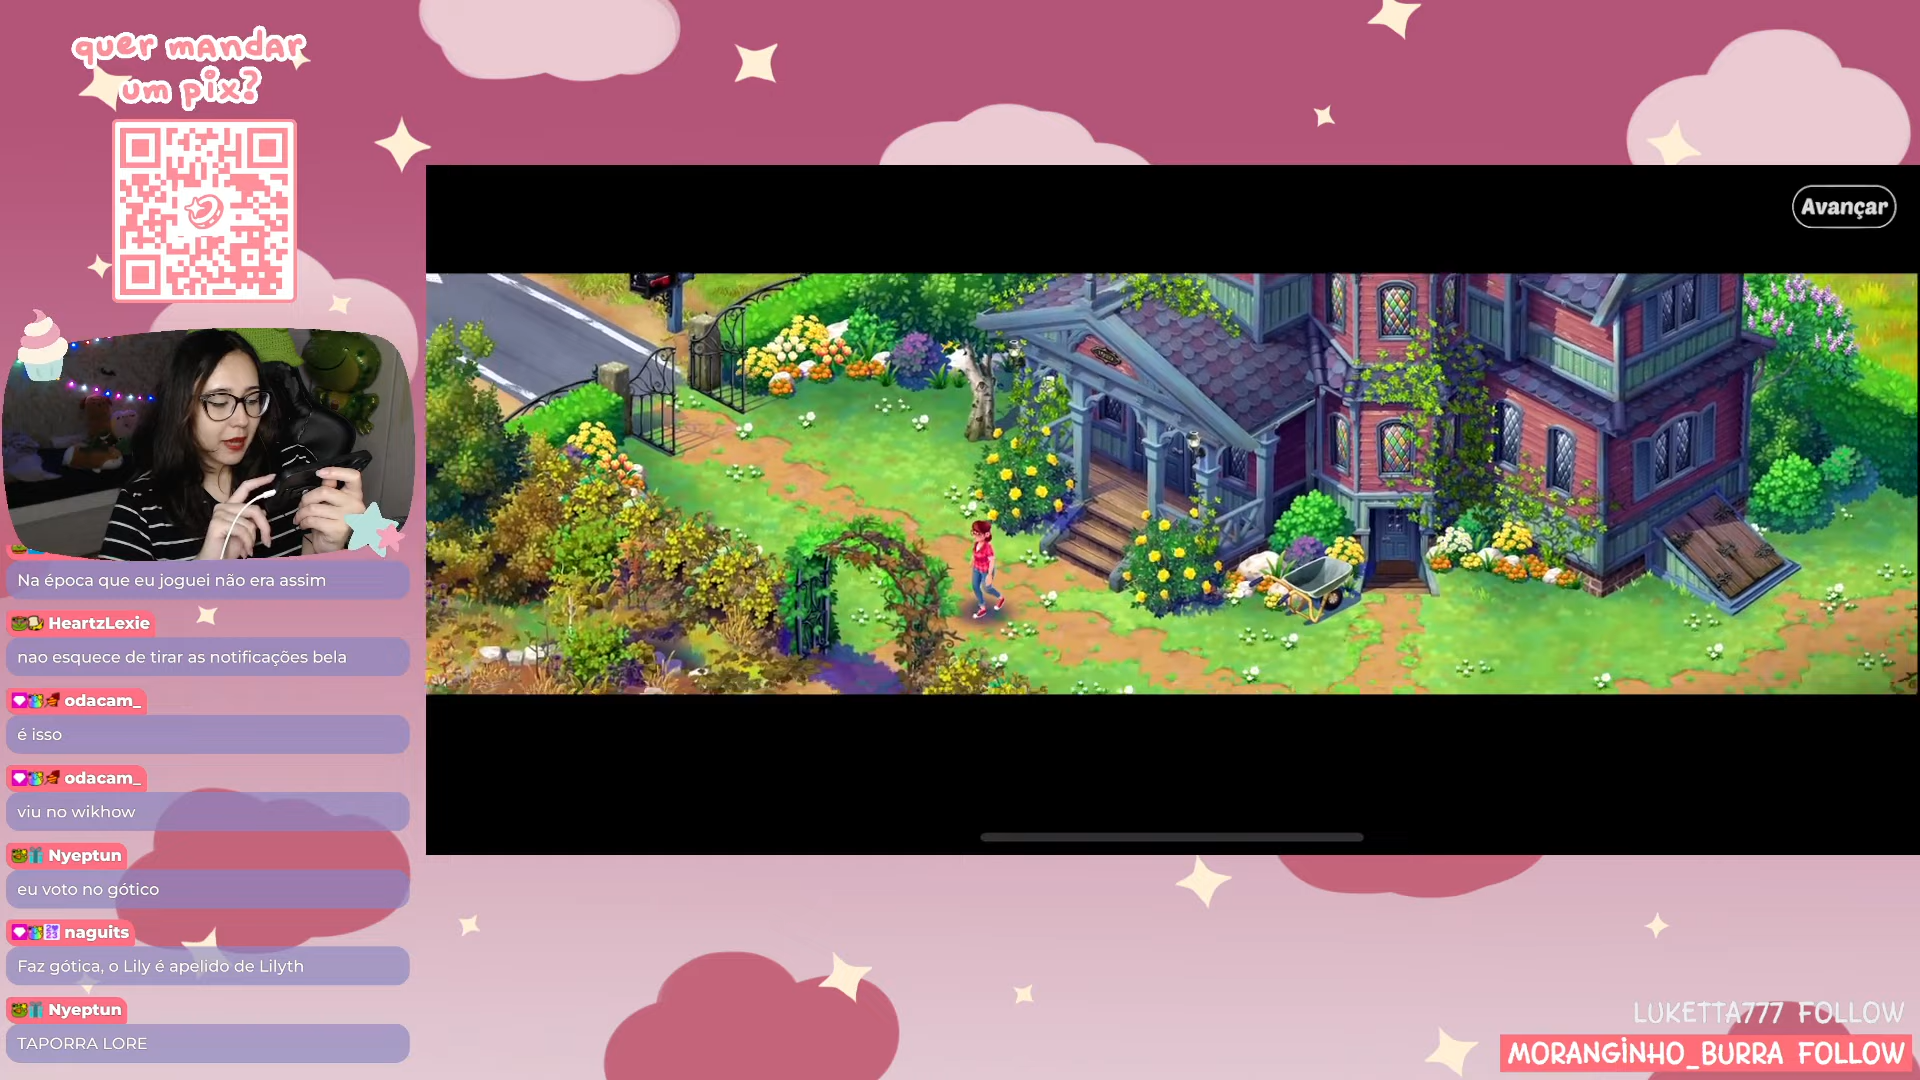 quer mandar
um pix?
Avançar
Na época que eu joguei não era assim
HeartzLexie
nao esquece de tirar as notificações bela
odacam_
é isso
odacam_
viu no wikhow
Nyeptun
eu voto no gótico
naguits
Faz gótica, o Lily é apelido de Lilyth
Nyeptun
TAPORRA LORE
LUKETTA777 FOLLOW
MORANGINHO_BURRA FOLLOW